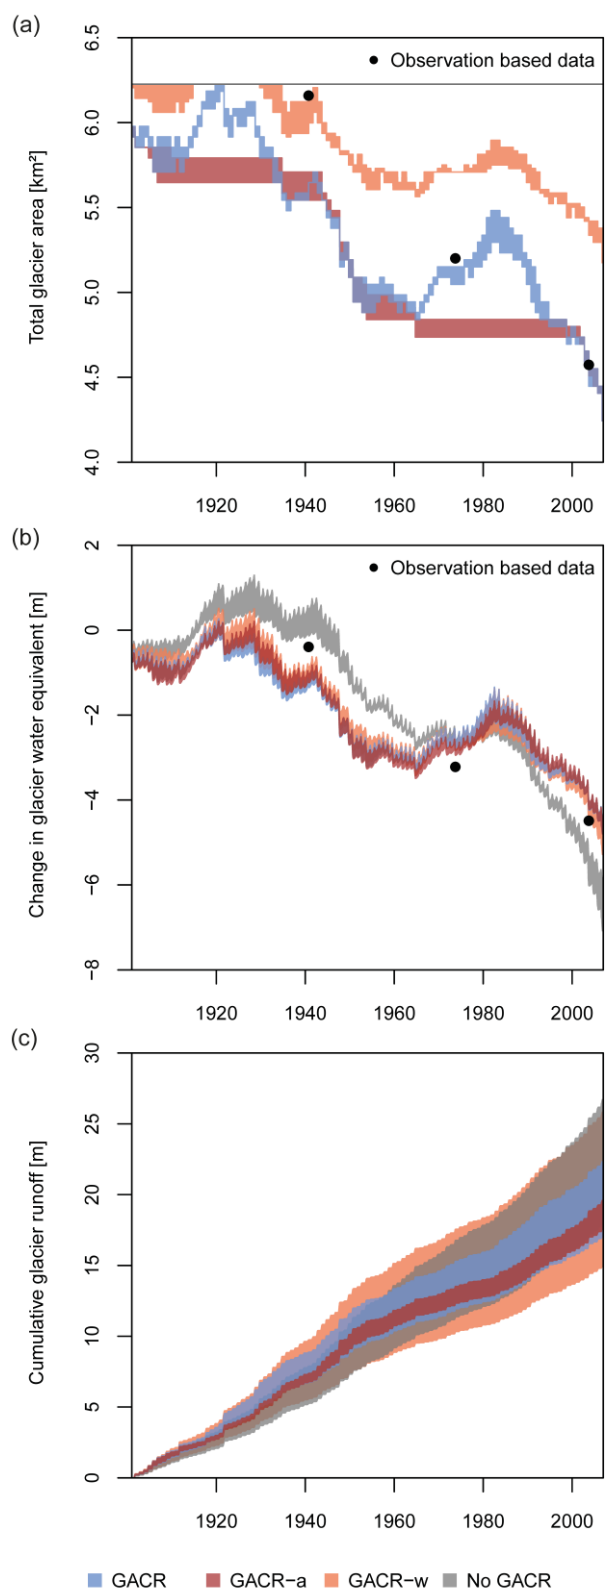 (a)
6.5
6.0
5.5
5.0
4.5
4.0
Total glacier area [km²]
Observation based data
1920 1940 1960 1980 2000
(b)
2
0
−2
−4
−6
−8
Change in glacier water equivalent [m]
Observation based data
1920 1940 1960 1980 2000
(c)
30
25
20
15
10
5
0
Cumulative glacier runoff [m]
1920 1940 1960 1980 2000
GACR GACR−a GACR−w No GACR